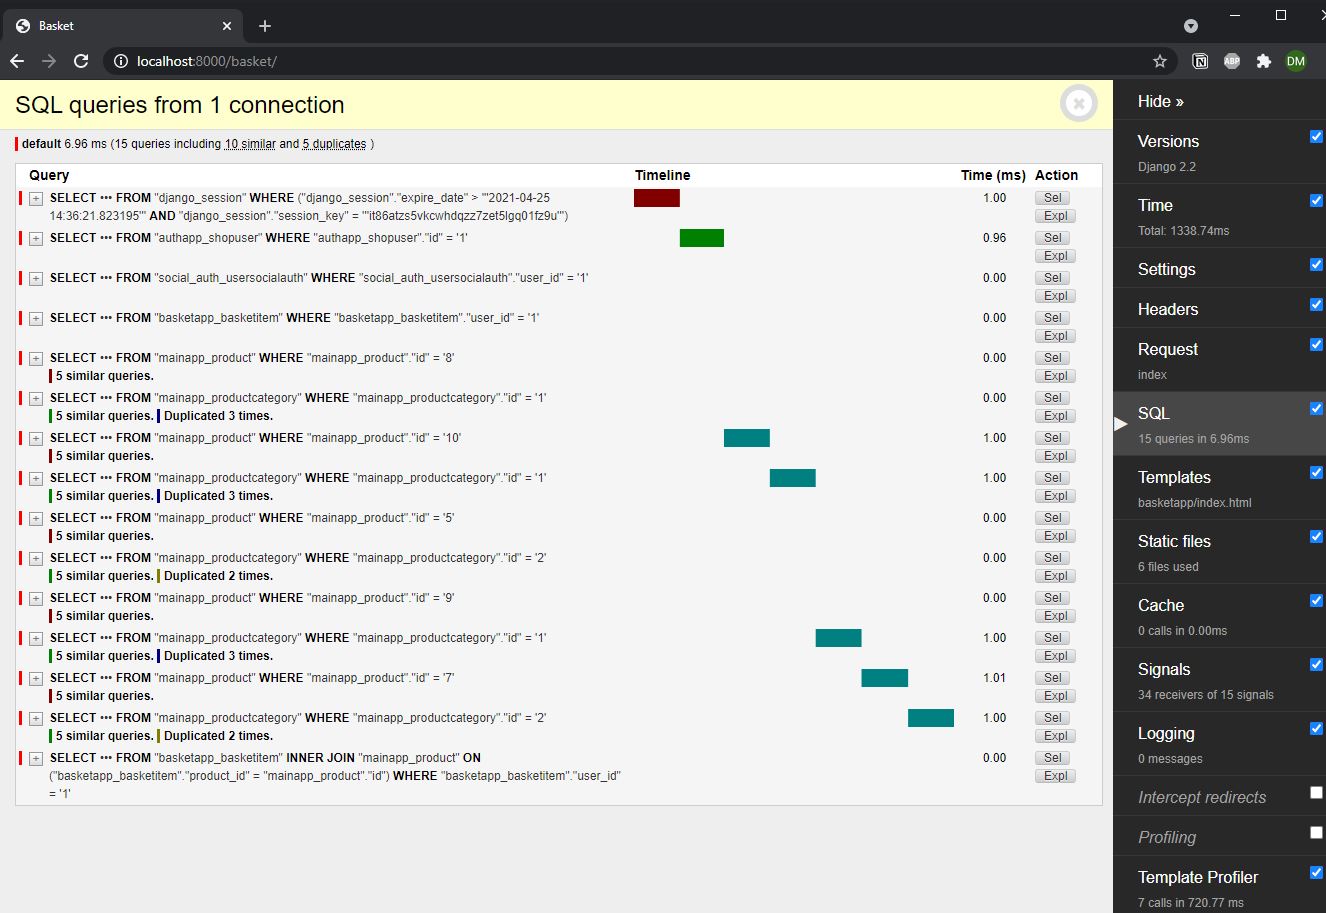 Basket
localhost:8000/basket/
ABP
DM
SQL queries from 1 connection
default 6.96 ms (15 queries including 10 similar and 5 duplicates )
Query Timeline Time (ms) Action
+ SELECT ••• FROM "django_session" WHERE ("django_session"."expire_date" > '"2021-04-25 1.00 Sel
14:36:21.823195"' AND "django_session"."session_key" = '"it86atzs5vkcwhdqzz7zet5lgq01fz9u"') Expl
+ SELECT ••• FROM "authapp_shopuser" WHERE "authapp_shopuser"."id" = '1' 0.96 Sel
Expl
+ SELECT ••• FROM "social_auth_usersocialauth" WHERE "social_auth_usersocialauth"."user_id" = '1' 0.00 Sel
Expl
+ SELECT ••• FROM "basketapp_basketitem" WHERE "basketapp_basketitem"."user_id" = '1' 0.00 Sel
Expl
+ SELECT ••• FROM "mainapp_product" WHERE "mainapp_product"."id" = '8' 0.00 Sel
5 similar queries. Expl
+ SELECT ••• FROM "mainapp_productcategory" WHERE "mainapp_productcategory"."id" = '1' 0.00 Sel
5 similar queries. Duplicated 3 times. Expl
+ SELECT ••• FROM "mainapp_product" WHERE "mainapp_product"."id" = '10' 1.00 Sel
5 similar queries. Expl
+ SELECT ••• FROM "mainapp_productcategory" WHERE "mainapp_productcategory"."id" = '1' 1.00 Sel
5 similar queries. Duplicated 3 times. Expl
+ SELECT ••• FROM "mainapp_product" WHERE "mainapp_product"."id" = '5' 0.00 Sel
5 similar queries. Expl
+ SELECT ••• FROM "mainapp_productcategory" WHERE "mainapp_productcategory"."id" = '2' 0.00 Sel
5 similar queries. Duplicated 2 times. Expl
+ SELECT ••• FROM "mainapp_product" WHERE "mainapp_product"."id" = '9' 0.00 Sel
5 similar queries. Expl
+ SELECT ••• FROM "mainapp_productcategory" WHERE "mainapp_productcategory"."id" = '1' 1.00 Sel
5 similar queries. Duplicated 3 times. Expl
+ SELECT ••• FROM "mainapp_product" WHERE "mainapp_product"."id" = '7' 1.01 Sel
5 similar queries. Expl
+ SELECT ••• FROM "mainapp_productcategory" WHERE "mainapp_productcategory"."id" = '2' 1.00 Sel
5 similar queries. Duplicated 2 times. Expl
+ SELECT ••• FROM "basketapp_basketitem" INNER JOIN "mainapp_product" ON 0.00 Sel
("basketapp_basketitem"."product_id" = "mainapp_product"."id") WHERE "basketapp_basketitem"."user_id" Expl
= '1'
Hide »
Versions
Django 2.2
Time
Total: 1338.74ms
Settings
Headers
Request
index
SQL
15 queries in 6.96ms
Templates
basketapp/index.html
Static files
6 files used
Cache
0 calls in 0.00ms
Signals
34 receivers of 15 signals
Logging
0 messages
Intercept redirects
Profiling
Template Profiler
7 calls in 720.77 ms